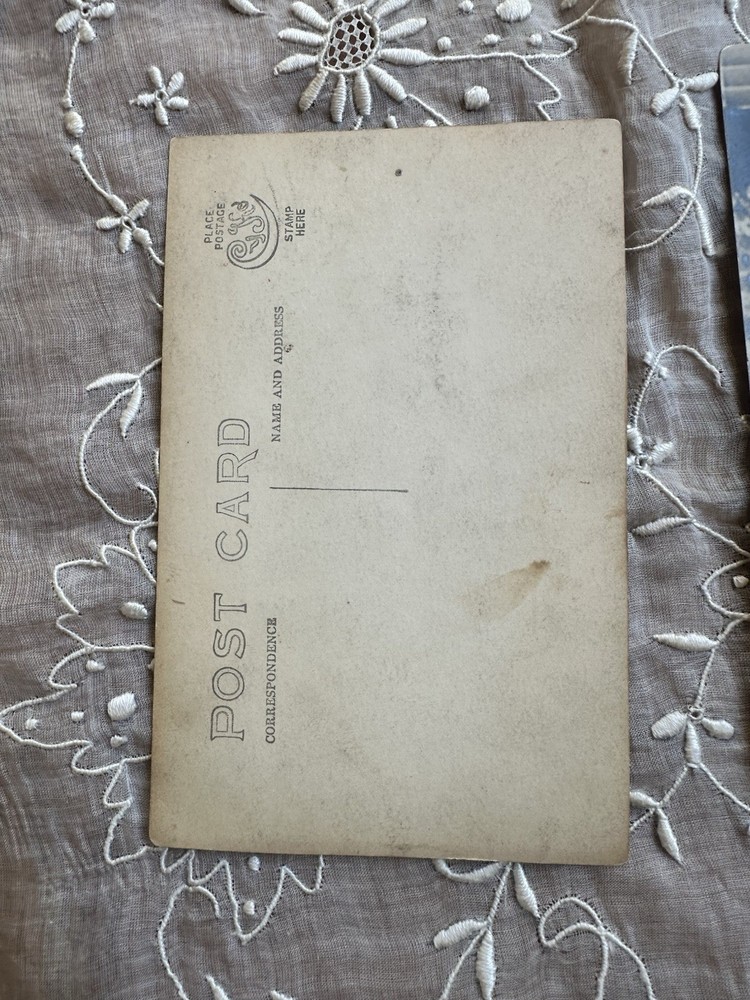 POST CARD
CORRESPONDENCE
NAME AND ADDRESS
PLACE
POSTAGE
STAMP
HERE